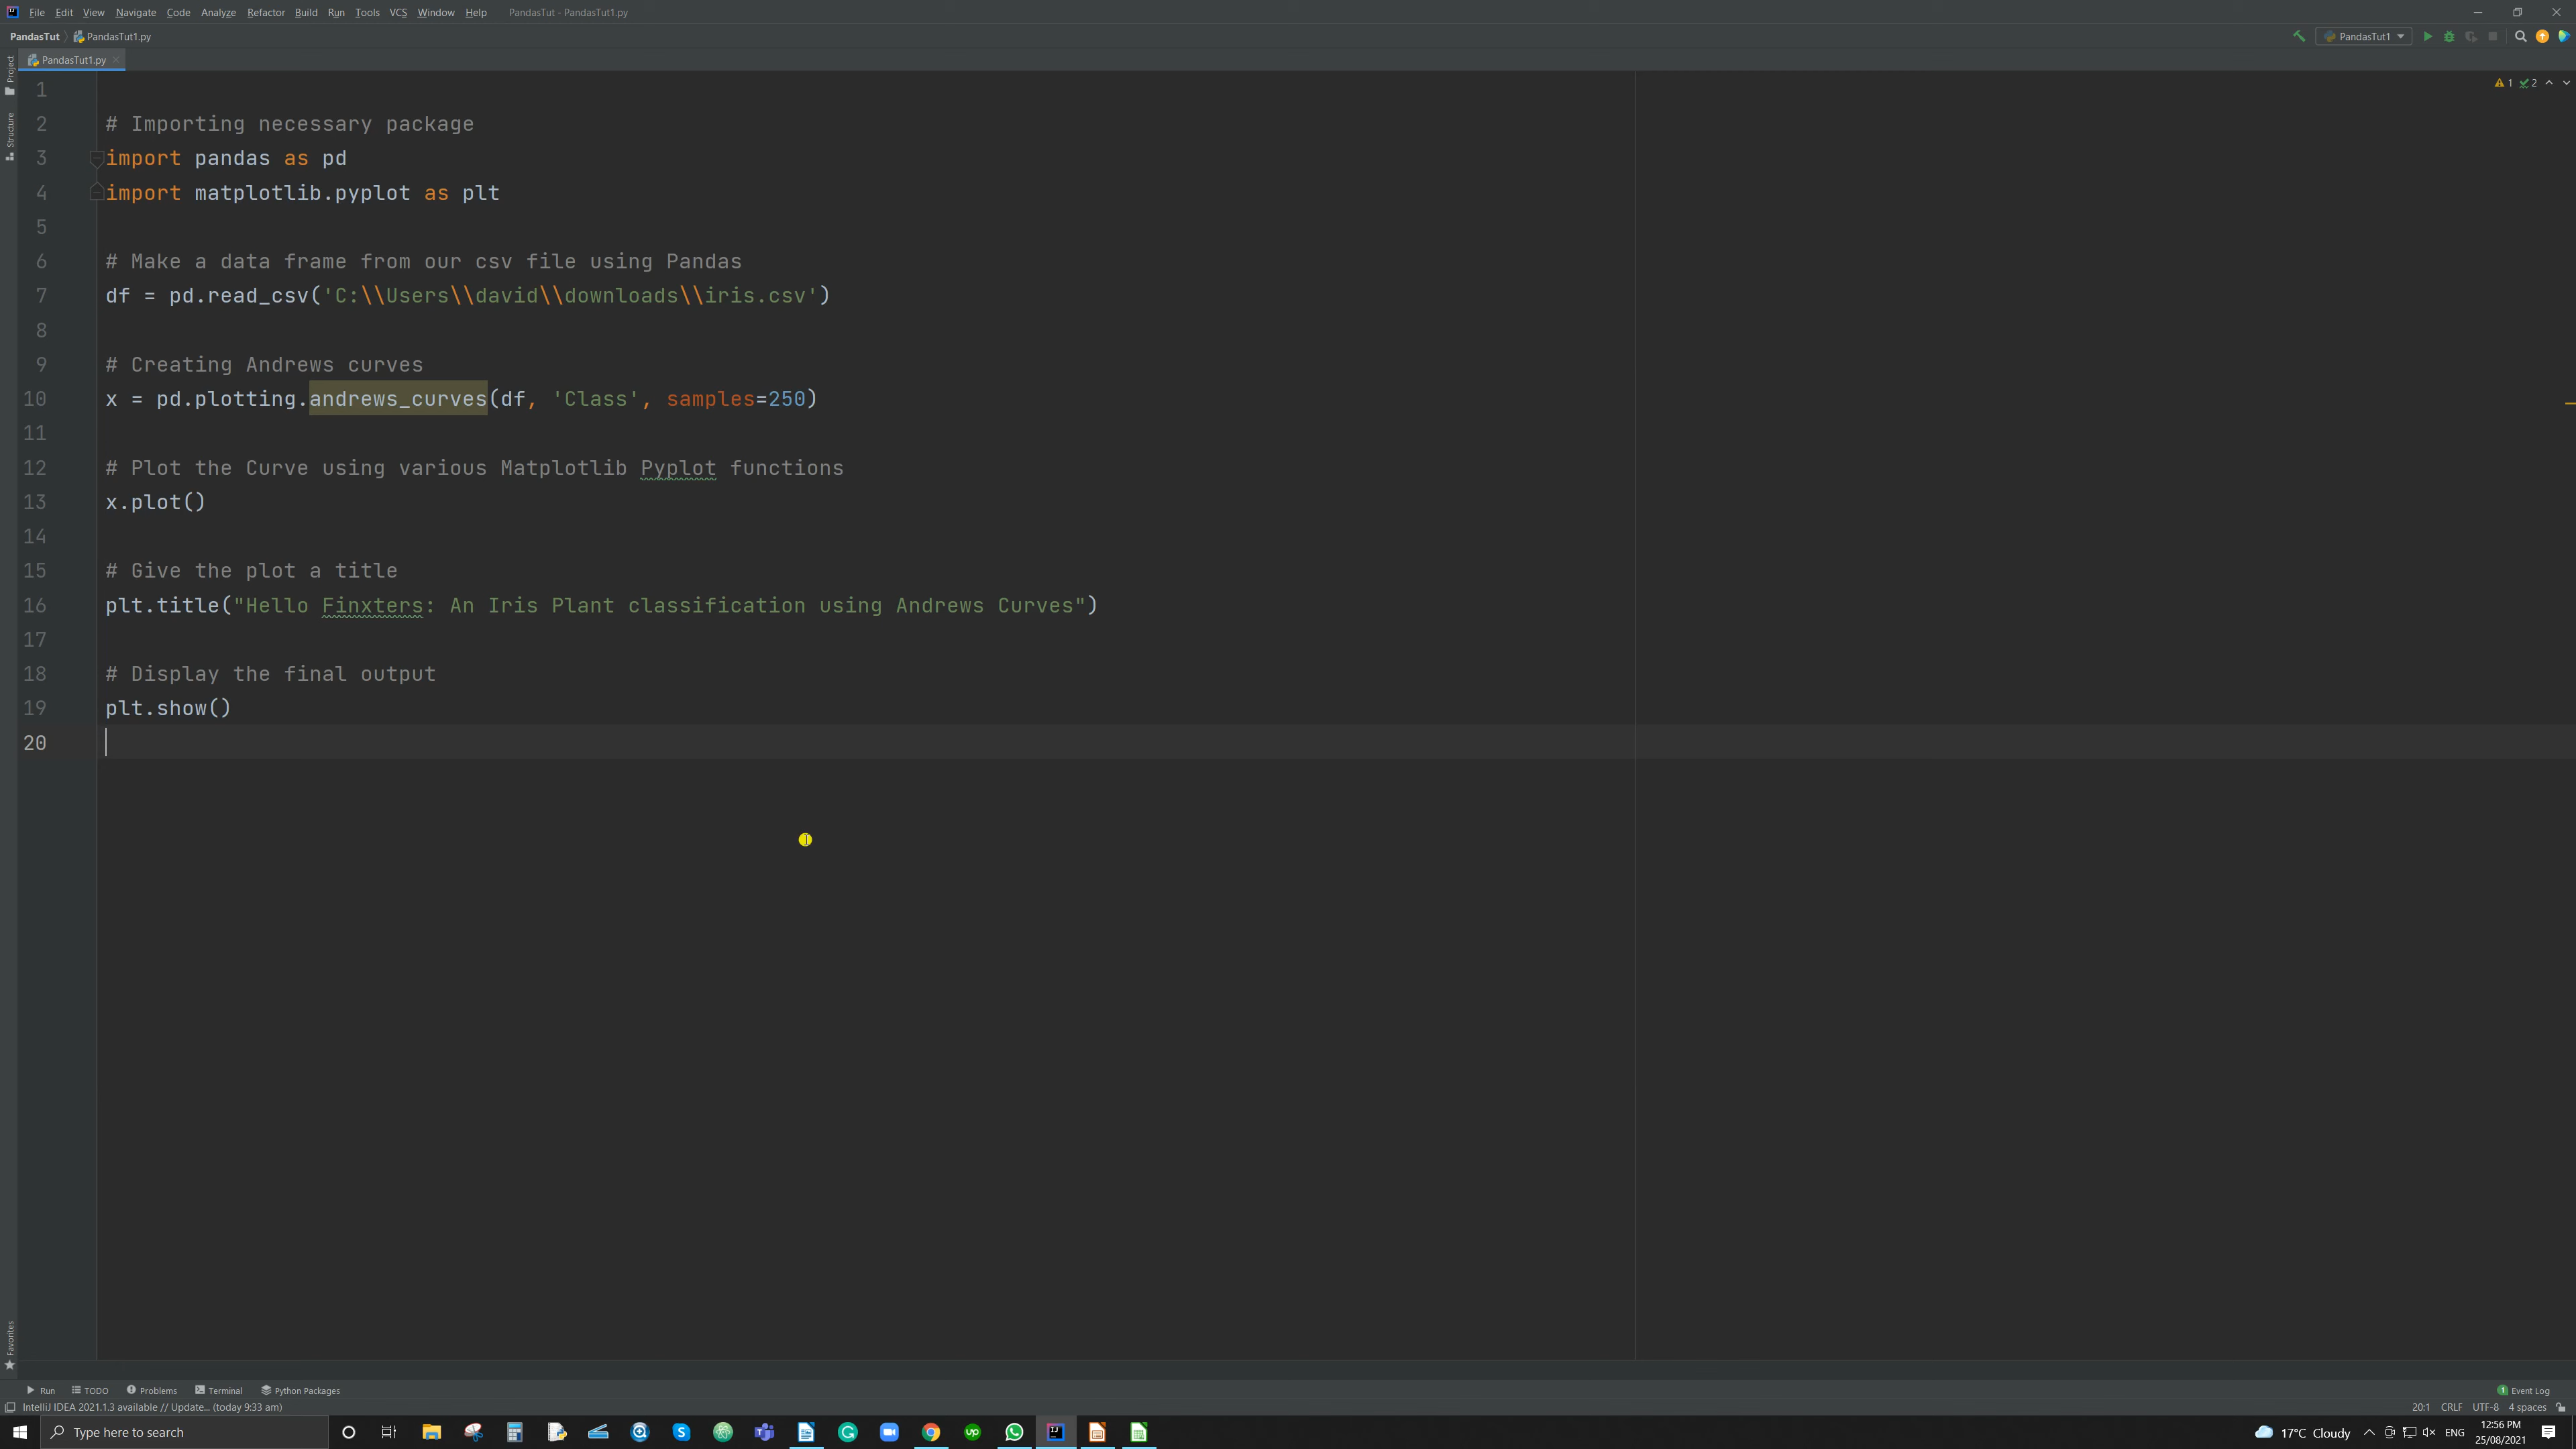 File Edit View Navigate Code Analyze Refactor Build Run Tools VCS Window Help PandasTut - PandasTut1.py
PandasTut PandasTut1.py PandasTut1
PandasTut1.py
Project
Structure
Favorites
1 2
1
2 # Importing necessary package
3 import pandas as pd
4 import matplotlib.pyplot as plt
5
6 # Make a data frame from our csv file using Pandas
7 df = pd.read_csv('C:\\Users\\david\\downloads\\iris.csv')
8
9 # Creating Andrews curves
10 x = pd.plotting.andrews_curves(df, 'Class', samples=250)
11
12 # Plot the Curve using various Matplotlib Pyplot functions
13 x.plot()
14
15 # Give the plot a title
16 plt.title("Hello Finxters: An Iris Plant classification using Andrews Curves")
17
18 # Display the final output
19 plt.show()
20
Run TODO Problems Terminal Python Packages 1 Event Log
IntelliJ IDEA 2021.1.3 available // Update... (today 9:33 am) 20:1 CRLF UTF-8 4 spaces
Type here to search 17°C Cloudy ENG 12:56 PM
25/08/2021